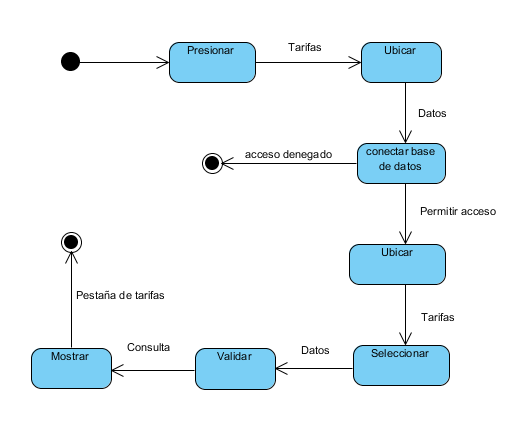 Presionar
Tarifas
Ubicar
Datos
conectar base
de datos
acceso denegado
Permitir acceso
Ubicar
Tarifas
Seleccionar
Datos
Validar
Consulta
Mostrar
Pestaña de tarifas